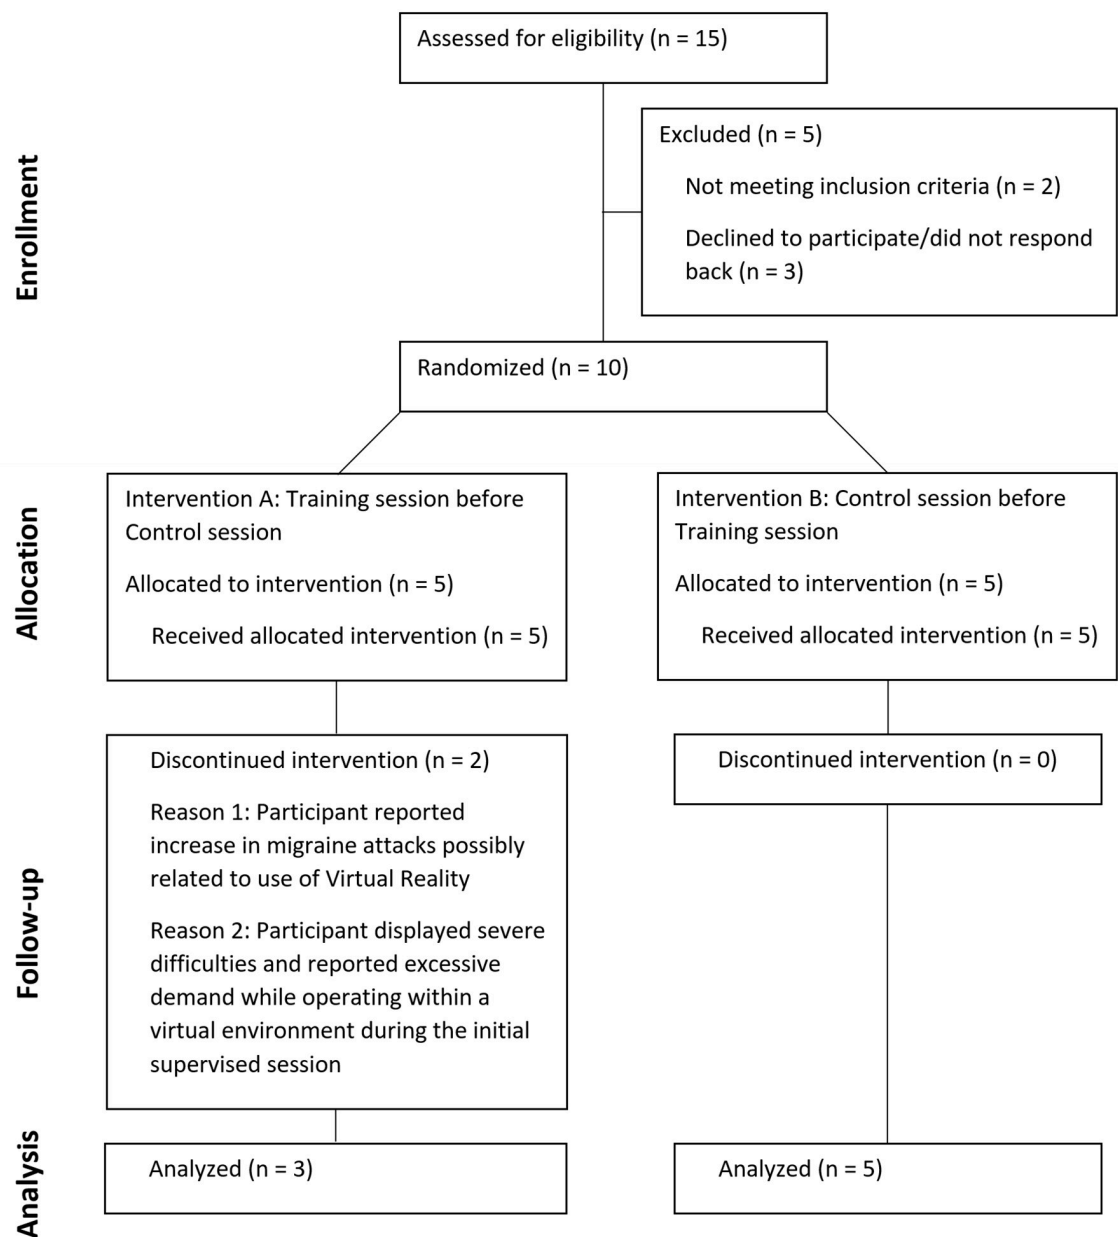 Assessed for eligibility (n = 15)
Enrollment
Excluded (n = 5)
Not meeting inclusion criteria (n = 2)
Declined to participate/did not respond
back (n = 3)
Randomized (n = 10)
Allocation
Intervention A: Training session before
Control session
Allocated to intervention (n = 5)
Received allocated intervention (n = 5)
Intervention B: Control session before
Training session
Allocated to intervention (n = 5)
Received allocated intervention (n = 5)
Follow-up
Discontinued intervention (n = 2)
Reason 1: Participant reported
increase in migraine attacks possibly
related to use of Virtual Reality
Reason 2: Participant displayed severe
difficulties and reported excessive
demand while operating within a
virtual environment during the initial
supervised session
Discontinued intervention (n = 0)
Analysis
Analyzed (n = 3)
Analyzed (n = 5)